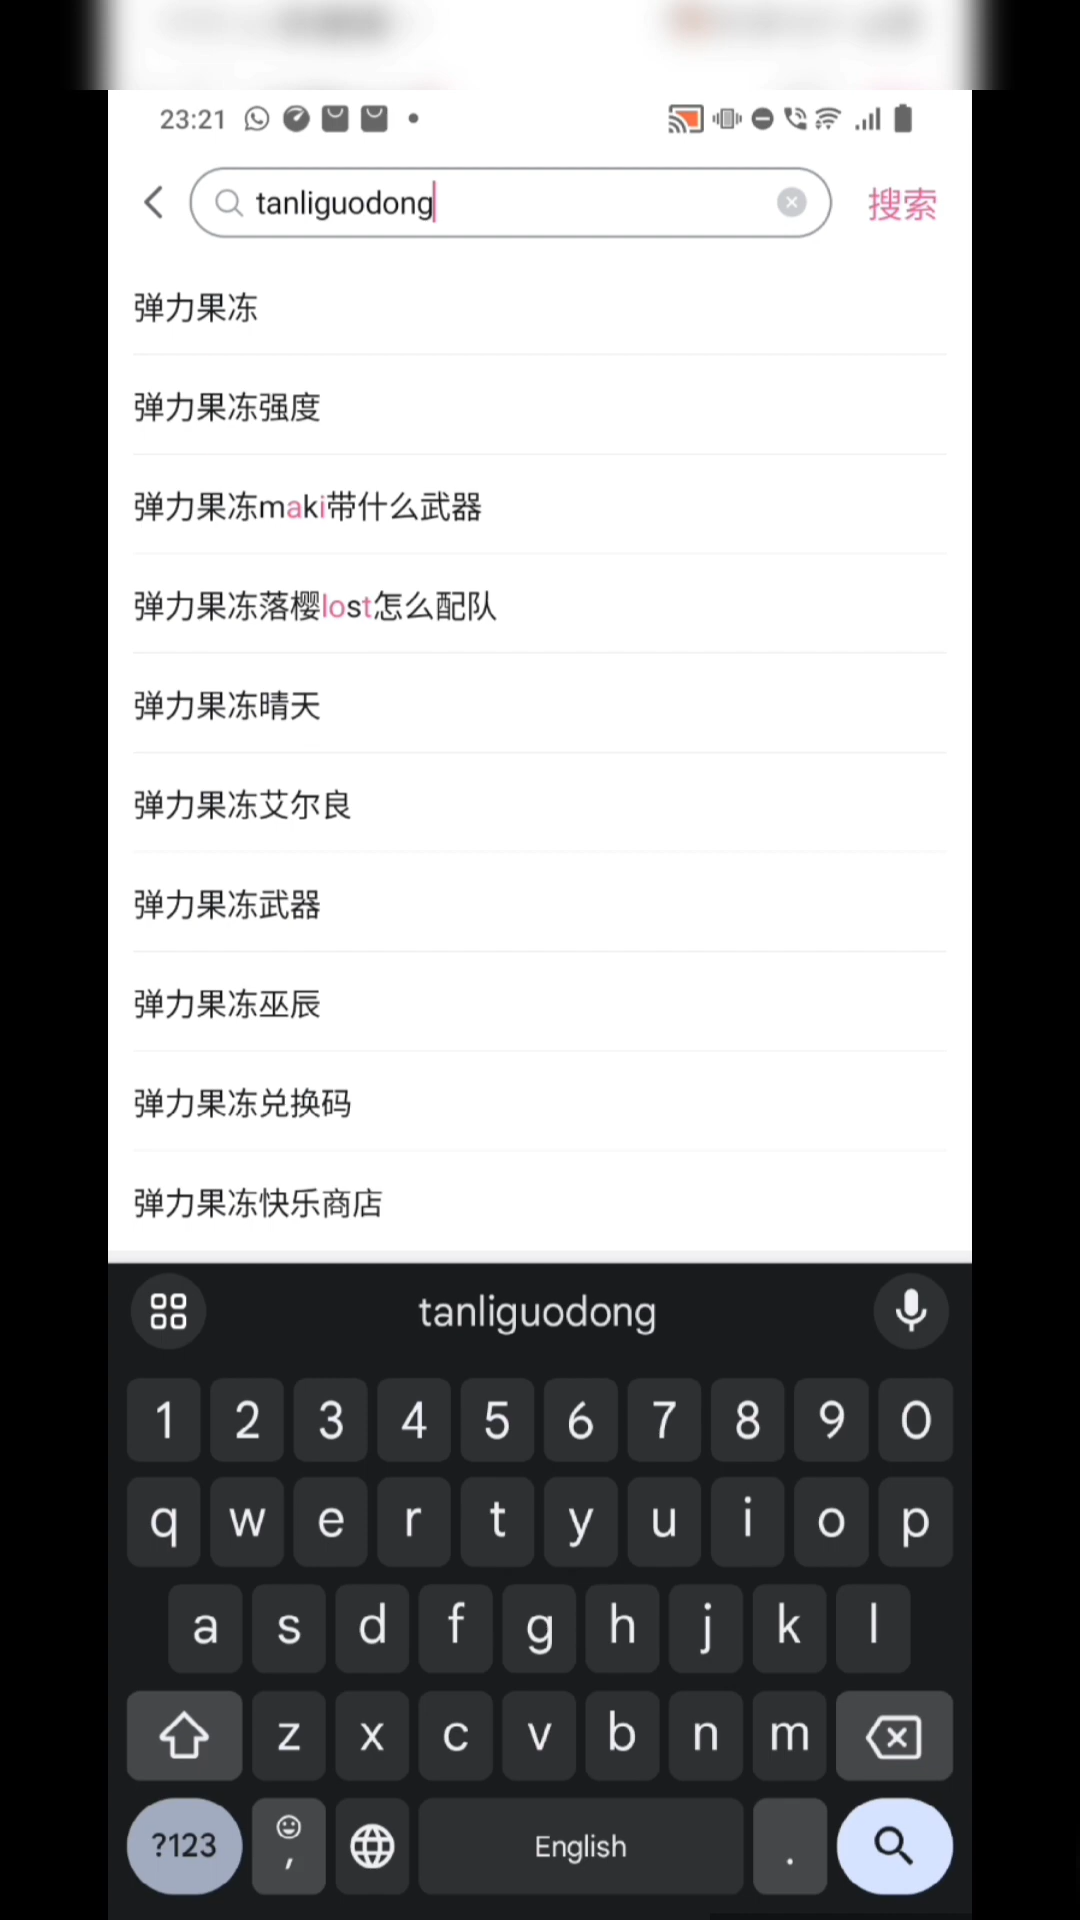 23:21
tanliguodong
搜索
弹力果冻
弹力果冻强度
弹力果冻maki带什么武器
弹力果冻落樱lost怎么配队
弹力果冻晴天
弹力果冻艾尔良
弹力果冻武器
弹力果冻巫辰
弹力果冻兑换码
弹力果冻快乐商店
tanliguodong
1 2 3 4 5 6 7 8 9 0
q w e r t y u i o p
a s d f g h j k l
z x c v b n m
?123 , English .